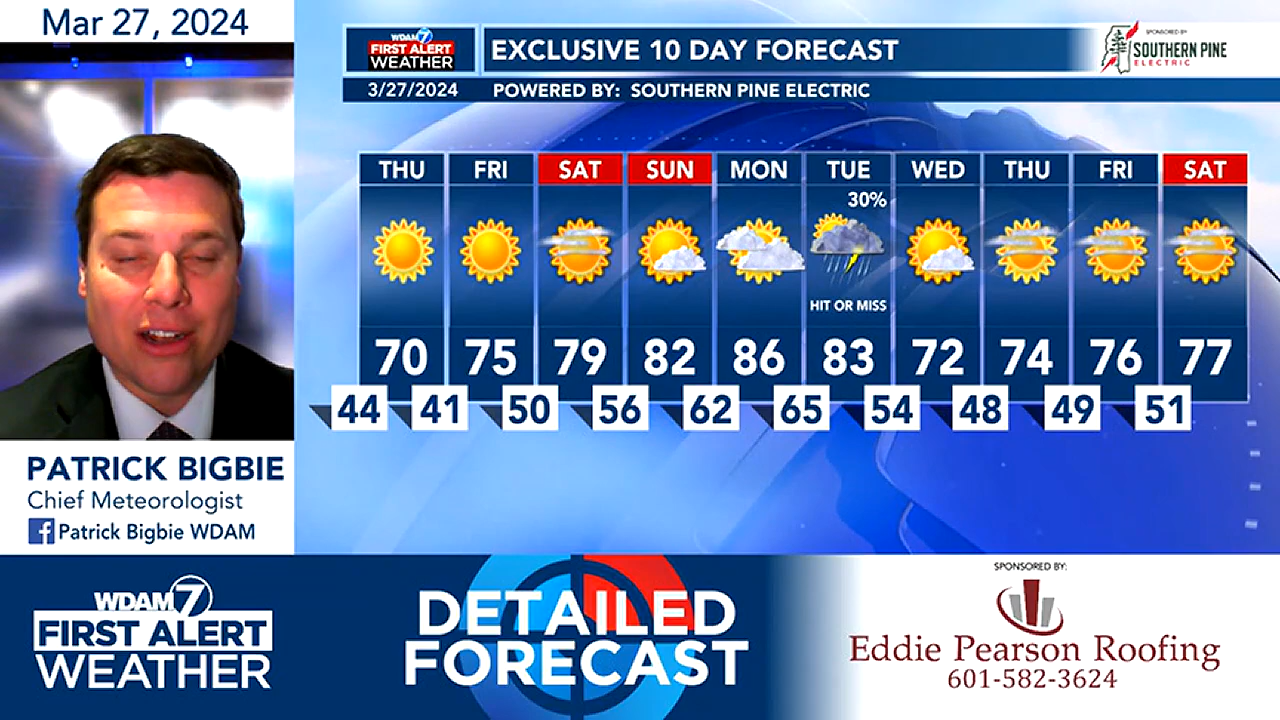 Mar 27, 2024
WDAM 7
FIRST ALERT
WEATHER
EXCLUSIVE 10 DAY FORECAST
SPONSORED BY
SOUTHERN PINE
ELECTRIC
3/27/2024
POWERED BY: SOUTHERN PINE ELECTRIC
THU FRI SAT SUN MON TUE WED THU FRI SAT
30%
HIT OR MISS
70 75 79 82 86 83 72 74 76 77
44 41 50 56 62 65 54 48 49 51
PATRICK BIGBIE
Chief Meteorologist
f Patrick Bigbie WDAM
WDAM 7
FIRST ALERT
WEATHER
DETAILED
FORECAST
SPONSORED BY:
Eddie Pearson Roofing
601-582-3624